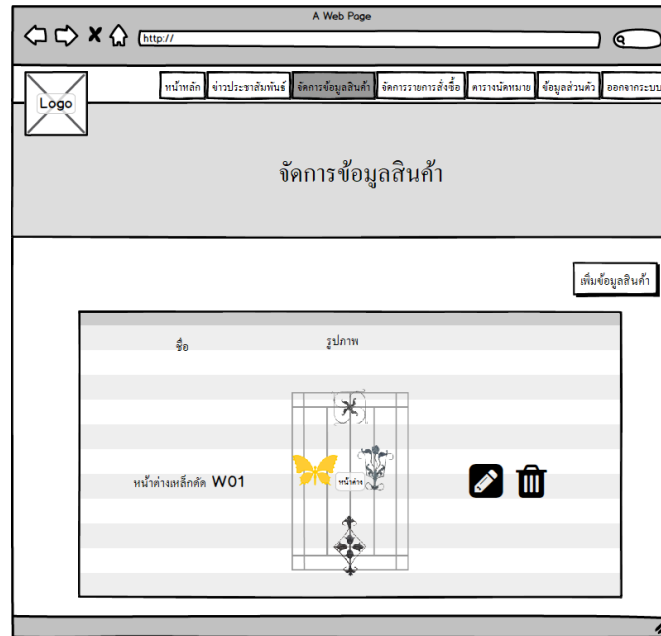 A Web Page
http://
Logo
หน้าหลัก ข่าวประชาสัมพันธ์ จัดการข้อมูลสินค้า จัดการรายการสั่งซื้อ ตารางนัดหมาย ข้อมูลส่วนตัว ออกจากระบบ
จัดการข้อมูลสินค้า
เพิ่มข้อมูลสินค้า
ชื่อ รูปภาพ
หน้าต่างเหล็กดัด W01
หน้าต่าง